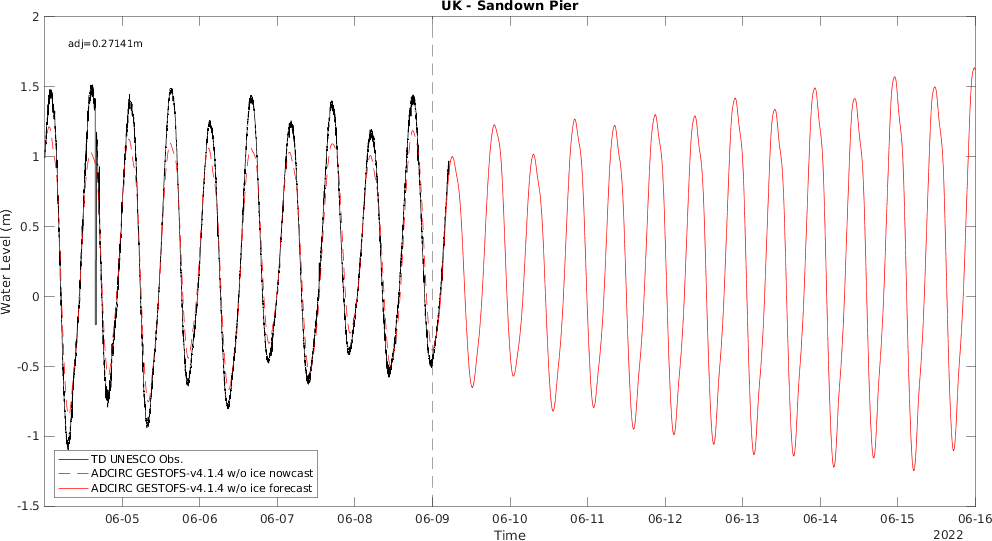 UK - Sandown Pier
adj=0.27141m
2
1.5
1
0.5
0
-0.5
-1
-1.5
Water Level (m)
TD UNESCO Obs.
ADCIRC GESTOFS-v4.1.4 w/o ice nowcast
ADCIRC GESTOFS-v4.1.4 w/o ice forecast
06-05 06-06 06-07 06-08 06-09 06-10 06-11 06-12 06-13 06-14 06-15 06-16
Time
2022